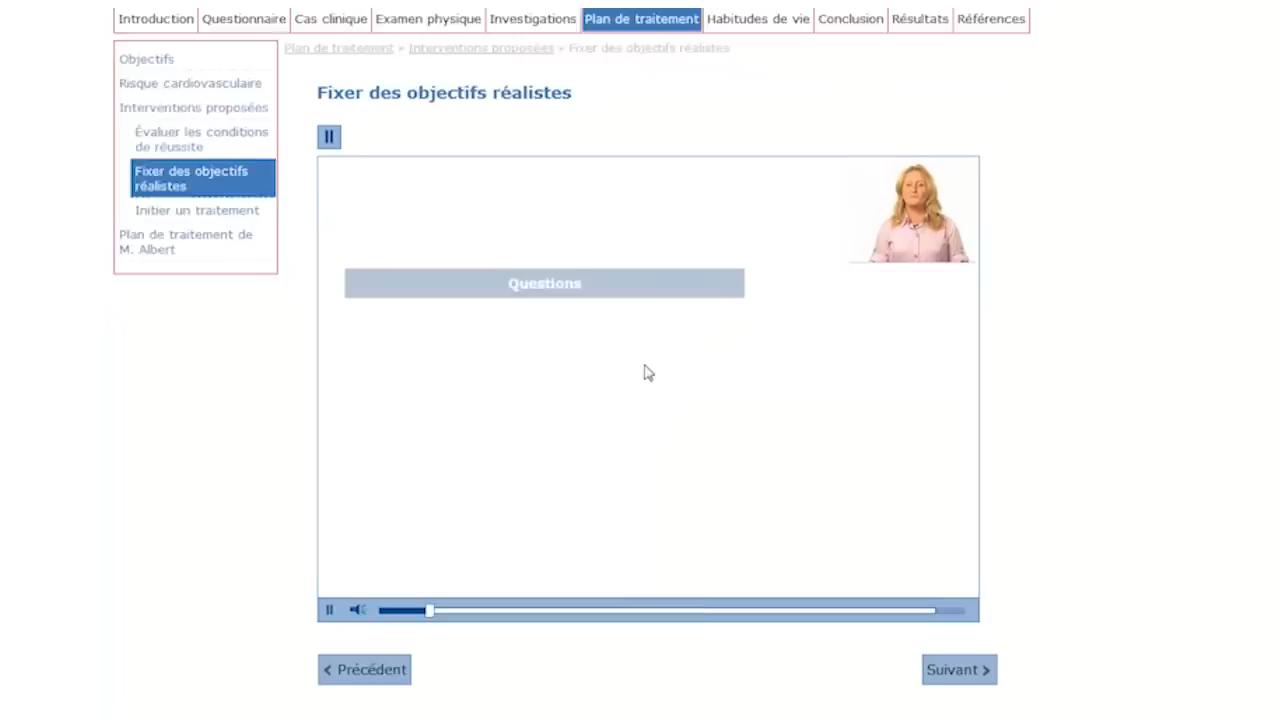 Introduction Questionnaire Cas clinique Examen physique Investigations Plan de traitement Habitudes de vie Conclusion Résultats Références
Plan de traitement » Interventions proposées » Fixer des objectifs réalistes
Objectifs
Risque cardiovasculaire
Interventions proposées
Évaluer les conditions
de réussite
Fixer des objectifs
réalistes
Initier un traitement
Plan de traitement de
M. Albert
Fixer des objectifs réalistes
Questions
Précédent
Suivant